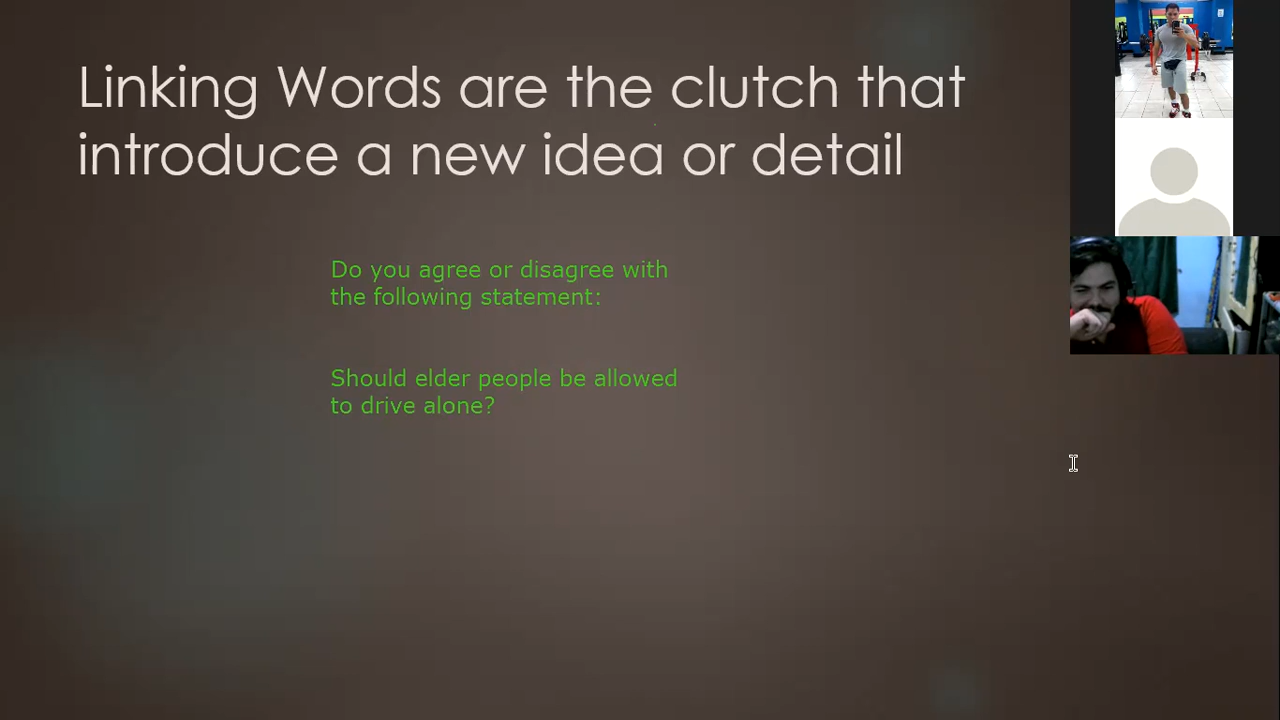 Linking Words are the clutch that
introduce a new idea or detail
Do you agree or disagree with
the following statement:
Should elder people be allowed
to drive alone?